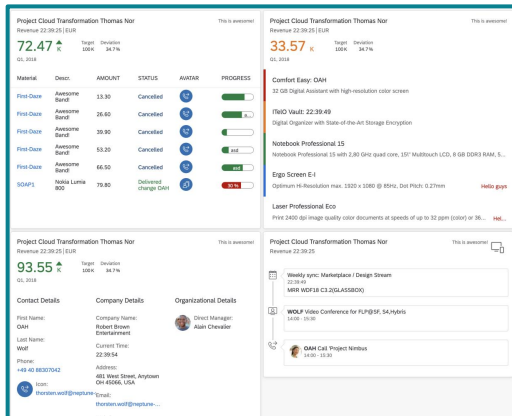 Project Cloud Transformation Thomas Nor
This is awesome!
Revenue 22:39:25 | EUR
72.47 K
Target Deviation
100 K 34.7 %
Q1, 2018
Material Descr. AMOUNT STATUS AVATAR PROGRESS
First-Daze Awesome Band! 13.30 Cancelled
First-Daze Awesome Band! 26.60 Cancelled a...
First-Daze Awesome Band! 39.90 Cancelled
First-Daze Awesome Band! 53.20 Cancelled asd
First-Daze Awesome Band! 66.50 Cancelled asd
SOAP1 Nokia Lumia 800 79.80 Delivered change OAH 30 %
Project Cloud Transformation Thomas Nor
This is awesome!
Revenue 22:39:25 | EUR
33.57 K
Target Deviation
100 K 34.7 %
Q1, 2018
Comfort Easy: OAH
32 GB Digital Assistant with high-resolution color screen
ITelO Vault: 22:39:49
Digital Organizer with State-of-the-Art Storage Encryption
Notebook Professional 15
Notebook Professional 15 with 2,80 GHz quad core, 15\" Multitouch LCD, 8 GB DDR3 RAM, 5...
Ergo Screen E-I
Optimum Hi-Resolution max. 1920 x 1080 @ 85Hz, Dot Pitch: 0.27mm Hello guys
Laser Professional Eco
Print 2400 dpi image quality color documents at speeds of up to 32 ppm (color) or 36... Hel...
Project Cloud Transformation Thomas Nor
This is awesome!
Revenue 22:39:25 | EUR
93.55 K
Target Deviation
100 K 34.7 %
Q1, 2018
Contact Details
First Name:
OAH
Last Name:
Wolf
Phone:
+49 40 88307042
Icon:
thorsten.wolf@neptune-
Company Details
Company Name:
Robert Brown
Entertainment
Current Time:
22:39:54
Address:
481 West Street, Anytown
OH 45066, USA
Email:
thorsten.wolf@neptune-...
Organizational Details
Direct Manager:
Alain Chevalier
Project Cloud Transformation Thomas Nor
This is awesome!
Revenue 22:39:25
Weekly sync: Marketplace / Design Stream
22:39:49
MRR WDF18 C3.2(GLASSBOX)
WOLF Video Conference for FLP@SF, S4,Hybris
14:00 - 15:30
OAH Call 'Project Nimbus
14:00 - 15:30